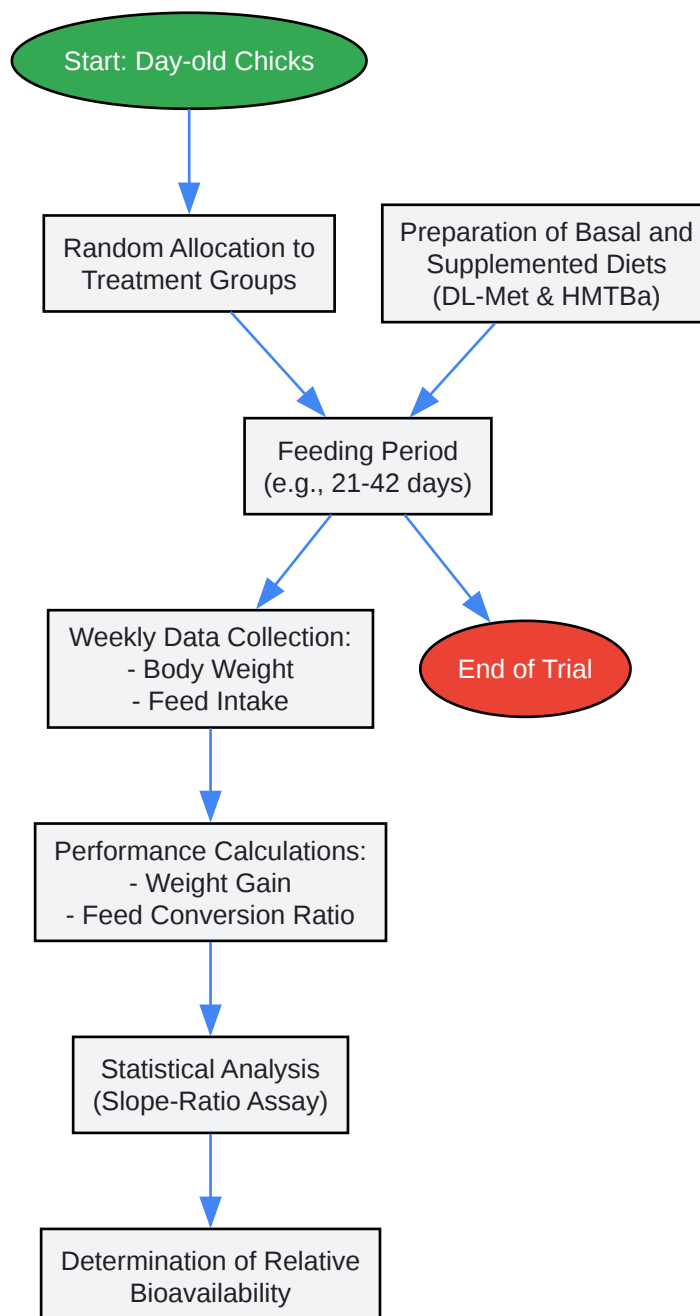 Start: Day-old Chicks
Random Allocation to
Treatment Groups
Preparation of Basal and
Supplemented Diets
(DL-Met & HMTBa)
Feeding Period
(e.g., 21-42 days)
Weekly Data Collection:
- Body Weight
- Feed Intake
End of Trial
Performance Calculations:
- Weight Gain
- Feed Conversion Ratio
Statistical Analysis
(Slope-Ratio Assay)
Determination of Relative
Bioavailability